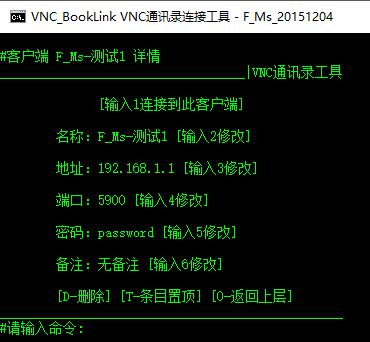 VNC_BookLink VNC通讯录连接工具 - F_Ms_20151204
#客户端 F_Ms-测试1 详情
|VNC通讯录工具
[输入1连接到此客户端]
名称: F_Ms-测试1 [输入2修改]
地址: 192.168.1.1 [输入3修改]
端口: 5900 [输入4修改]
密码: password [输入5修改]
备注: 无备注 [输入6修改]
[D-删除] [T-条目置顶] [0-返回上层]
#请输入命令: